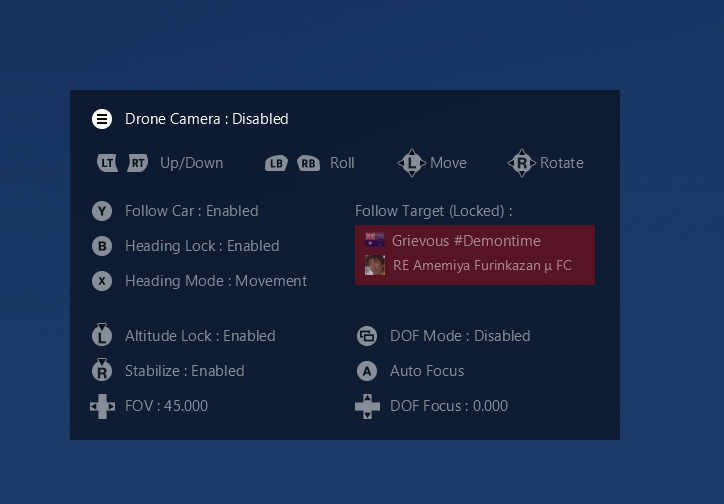 Drone Camera : Disabled
LT RT Up/Down LB RB Roll L Move R Rotate
Y Follow Car : Enabled
Follow Target (Locked) :
B Heading Lock : Enabled
Grievous #Demontime
X Heading Mode : Movement
RE Amemiya Furinkazan µ FC
L Altitude Lock : Enabled
DOF Mode : Disabled
R Stabilize : Enabled
A Auto Focus
FOV : 45.000
DOF Focus : 0.000